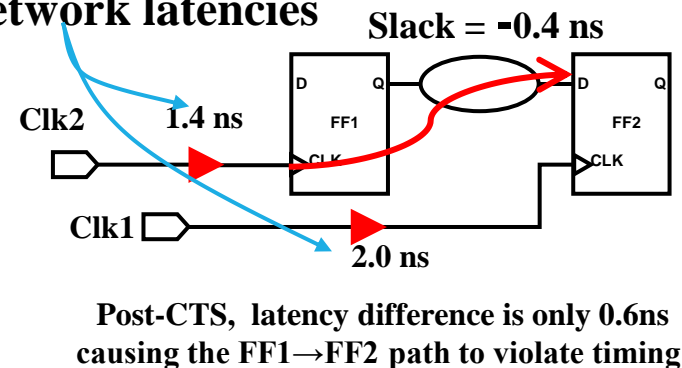 latencies
Slack = -0.4 ns
D Q D Q
Clk2 1.4 ns FF1 FF2
CLK CLK
Clk1
2.0 ns
Post-CTS, latency difference is only 0.6ns
causing the FF1→FF2 path to violate timing